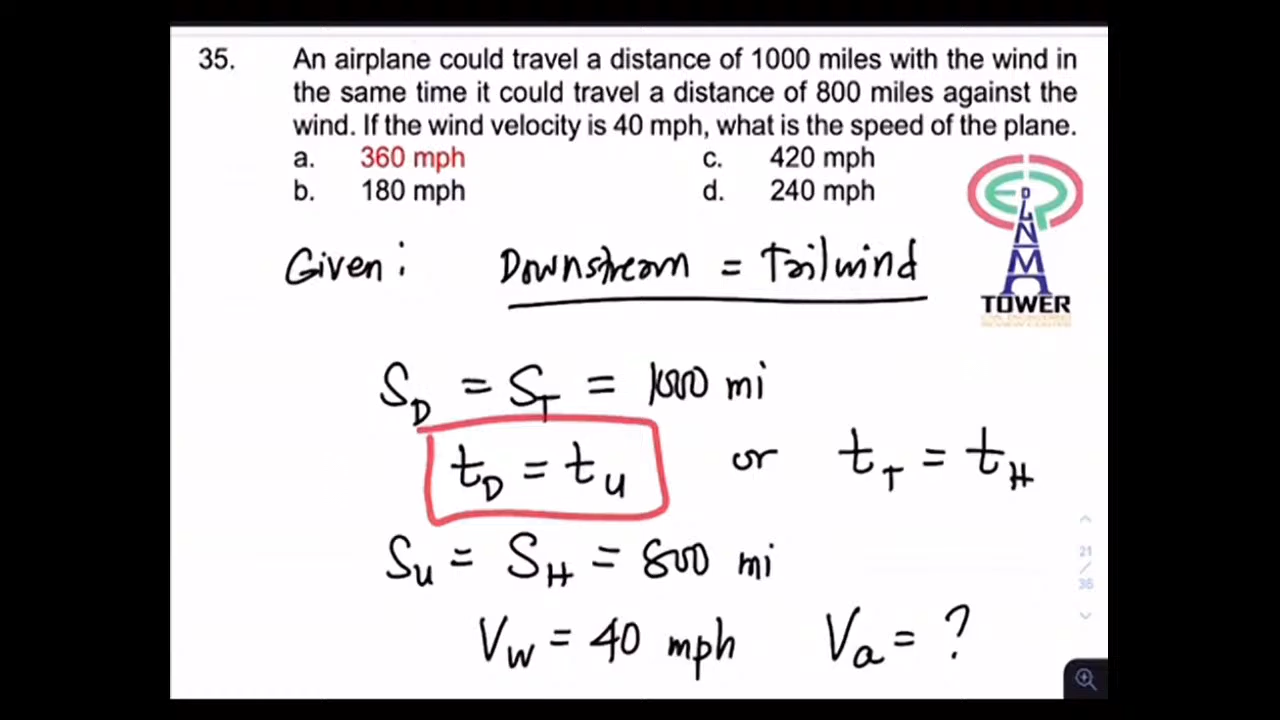 35. An airplane could travel a distance of 1000 miles with the wind in
the same time it could travel a distance of 800 miles against the
wind. If the wind velocity is 40 mph, what is the speed of the plane.
a. 360 mph c. 420 mph
b. 180 mph d. 240 mph
Given: Downstream = Tailwind
TOWER
S_D = S_T = 1000 mi
t_D = t_U or t_T = t_H
S_U = S_H = 800 mi
21
/
36
V_W = 40 mph V_a = ?